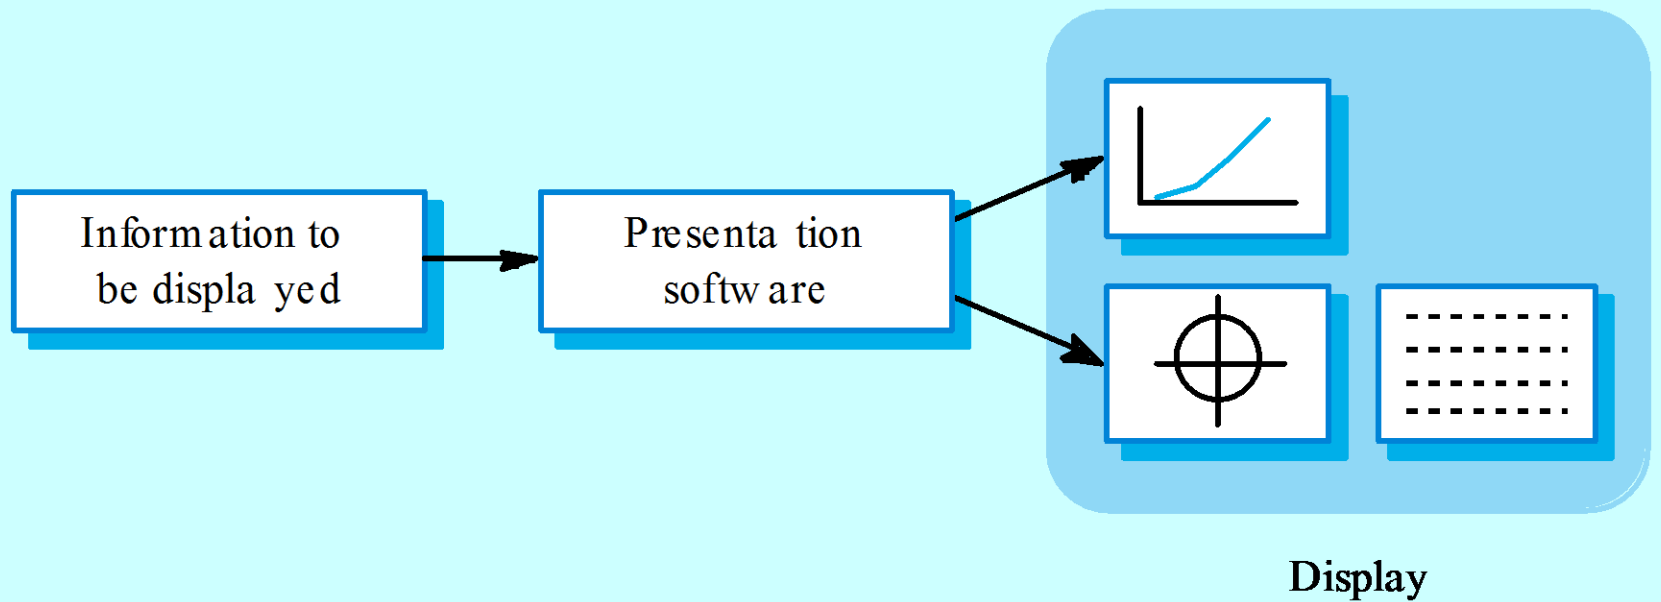 Information to
be displayed
Presentation
software
Display